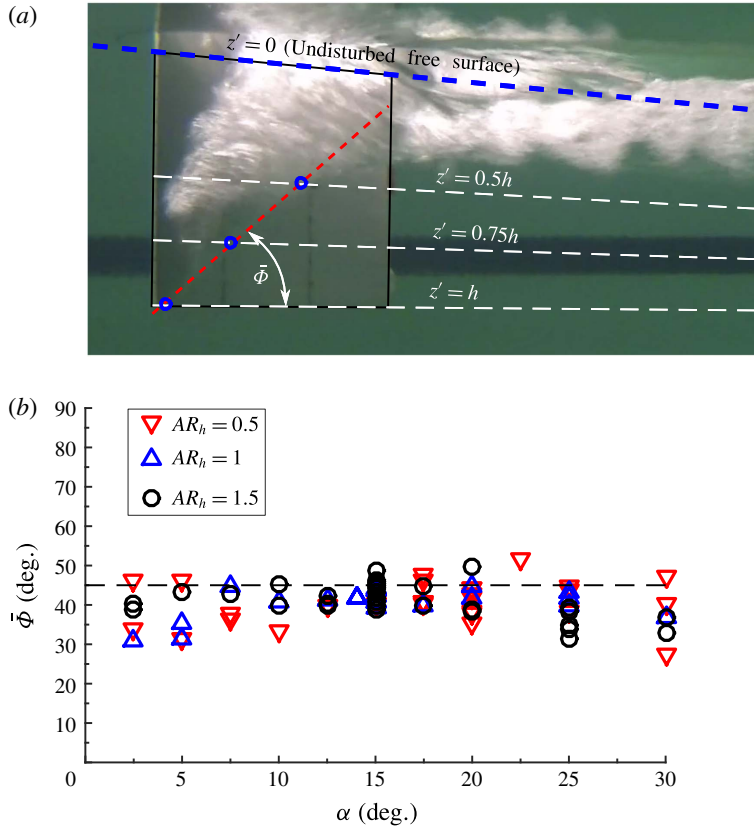 (a)
z′ = 0 (Undisturbed free surface)
z′ = 0.5h
z′ = 0.75h
Φ̄
z′ = h
(b)
90
80
70
60
50
40
30
20
10
0
5
10
15
20
25
30
AR_h = 0.5
AR_h = 1
AR_h = 1.5
Φ̄ (deg.)
α (deg.)